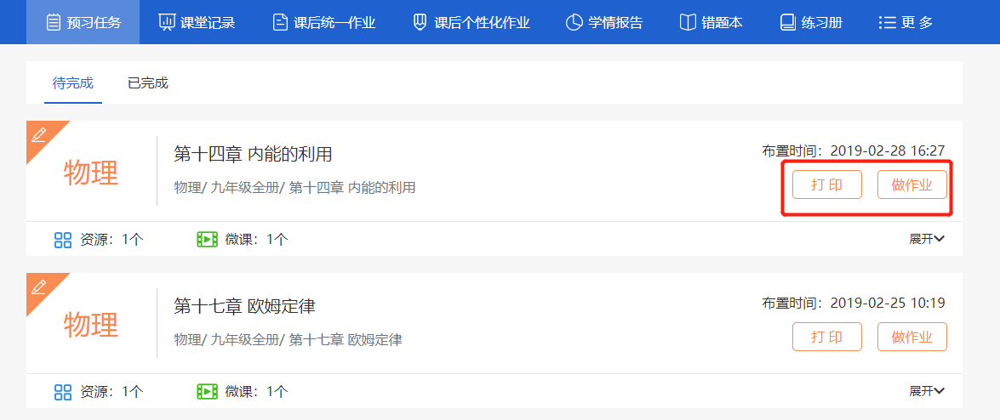 预习任务 课堂记录 课后统一作业 课后个性化作业 学情报告 错题本 练习册 更 多
待完成 已完成
物理
第十四章 内能的利用
物理/ 九年级全册/ 第十四章 内能的利用
布置时间：2019-02-28 16:27
打 印 做作业
资源：1个 微课：1个 展开
物理
第十七章 欧姆定律
物理/ 九年级全册/ 第十七章 欧姆定律
布置时间：2019-02-25 10:19
打 印 做作业
资源：1个 微课：1个 展开